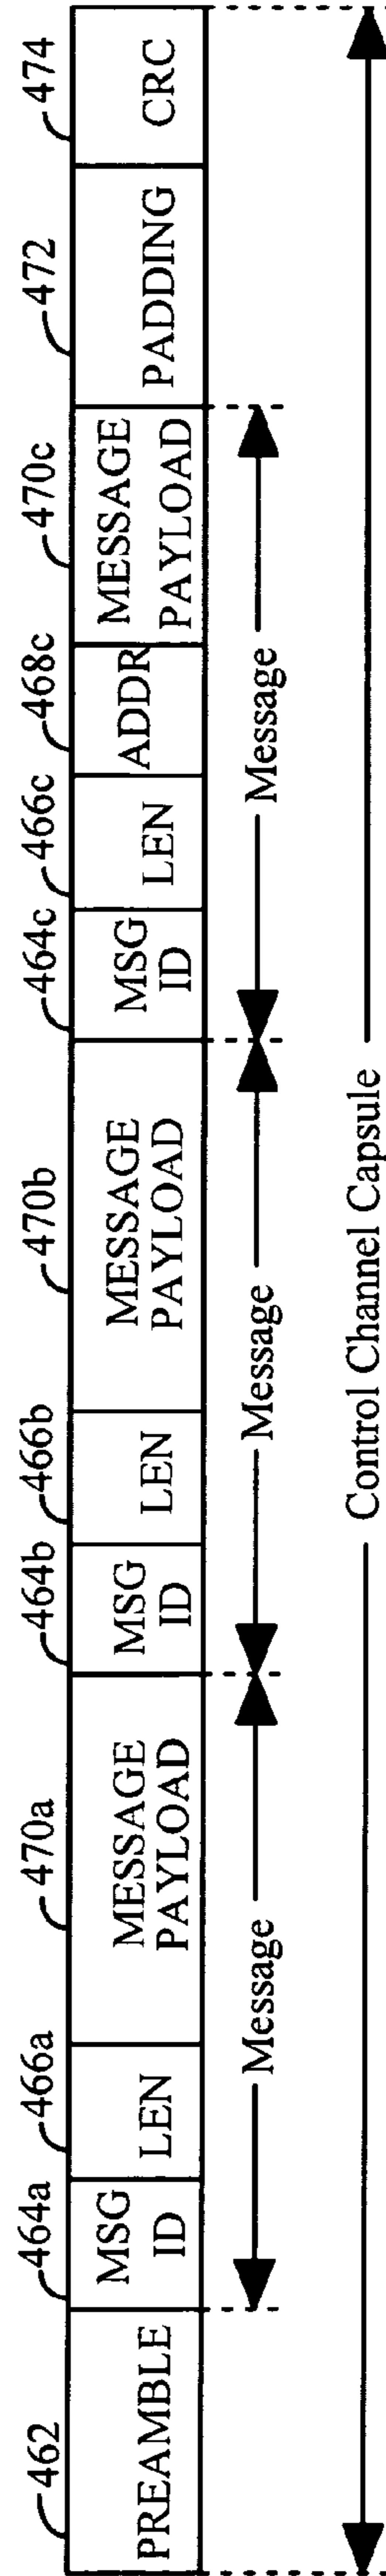 462
464a
466a
470a
464b
466b
470b
464c
466c
468c
470c
472
474
PREAMBLE
MSG
ID
LEN
MESSAGE
PAYLOAD
MSG
ID
LEN
MESSAGE
PAYLOAD
MSG
ID
LEN
ADDR
MESSAGE
PAYLOAD
PADDING
CRC
Message
Message
Message
Control Channel Capsule